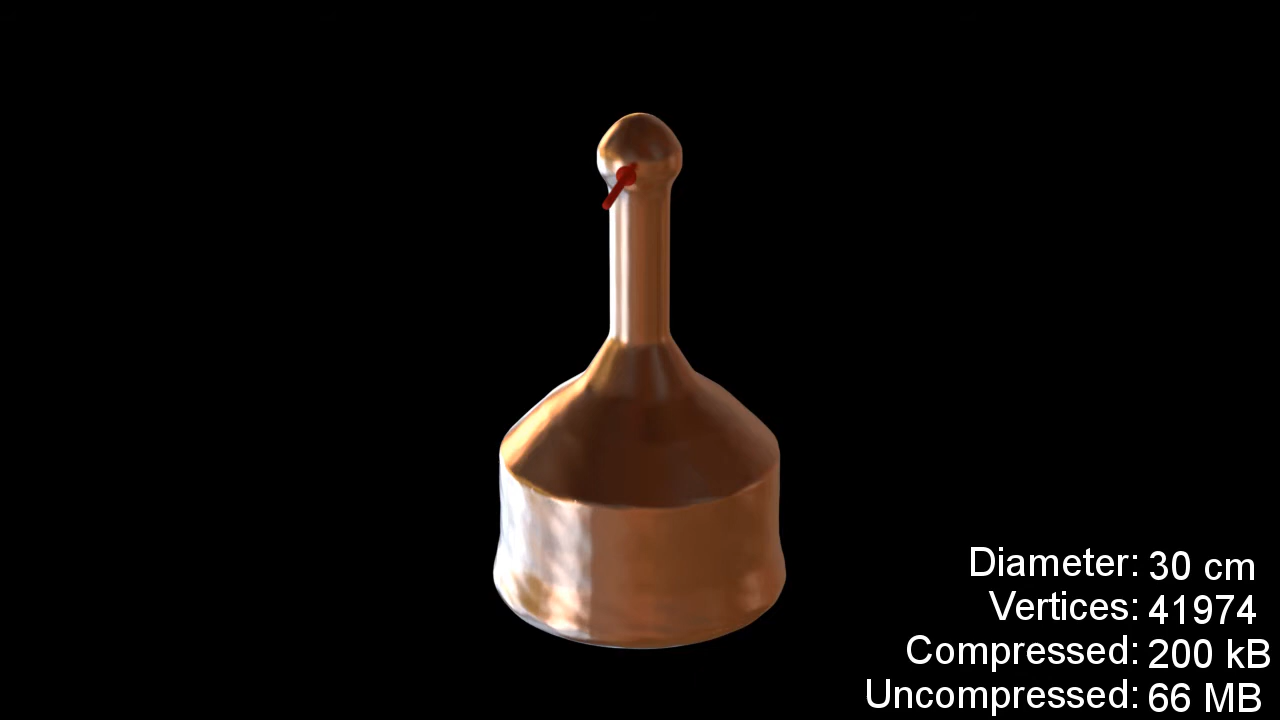 Diameter: 30 cm
Vertices: 41974
Compressed: 200 kB
Uncompressed: 66 MB